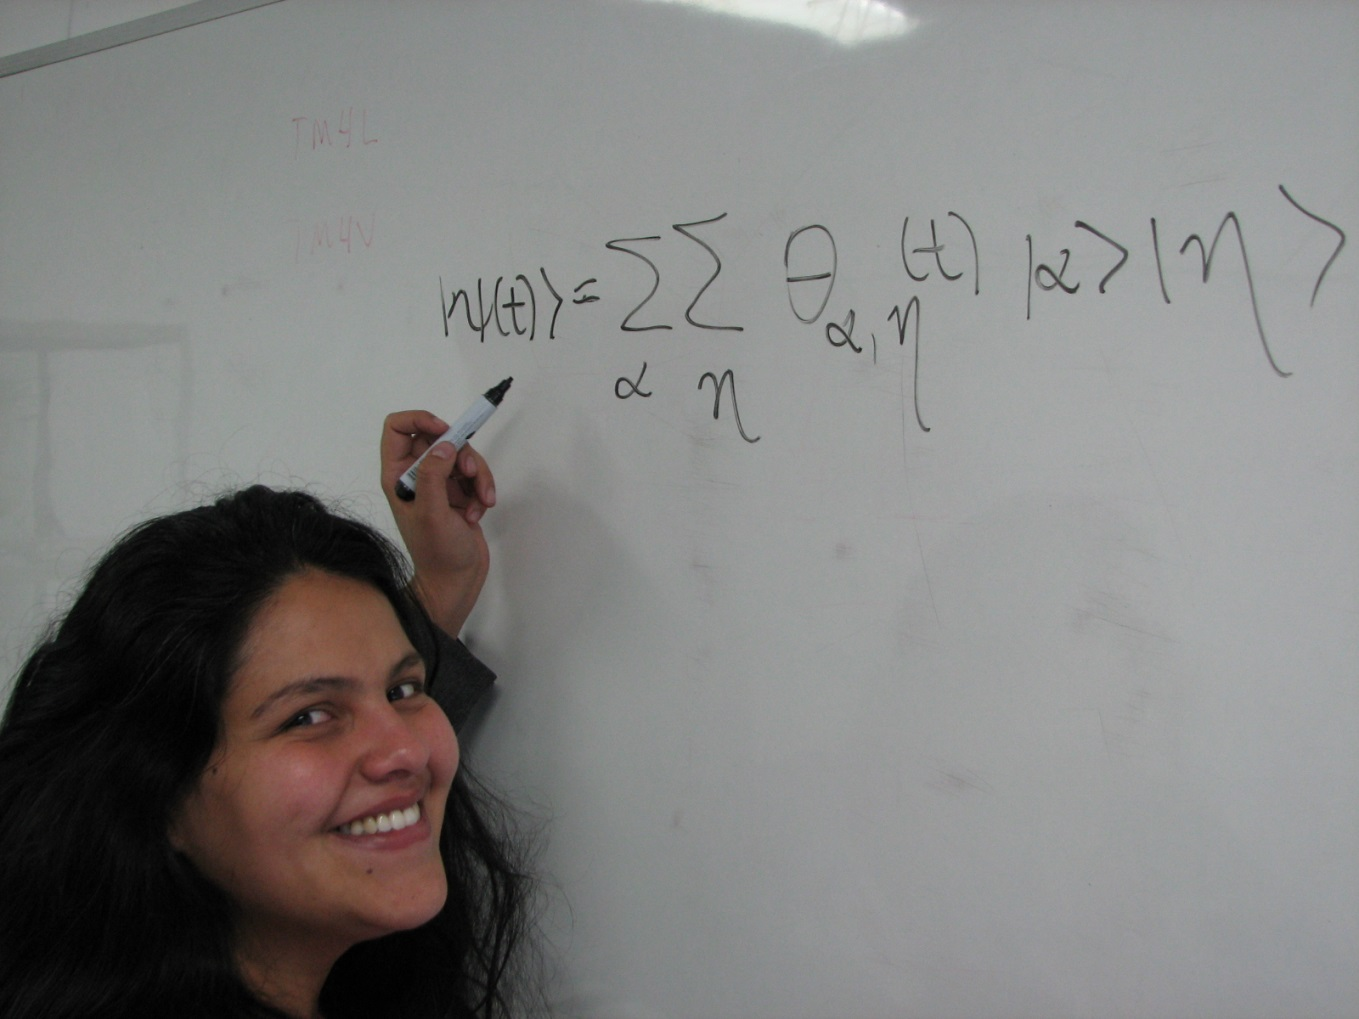 TM4L
TM4V
|ψ(t)⟩ = ∑ ∑ θ_{α,η}(t) |α⟩|η⟩
α η